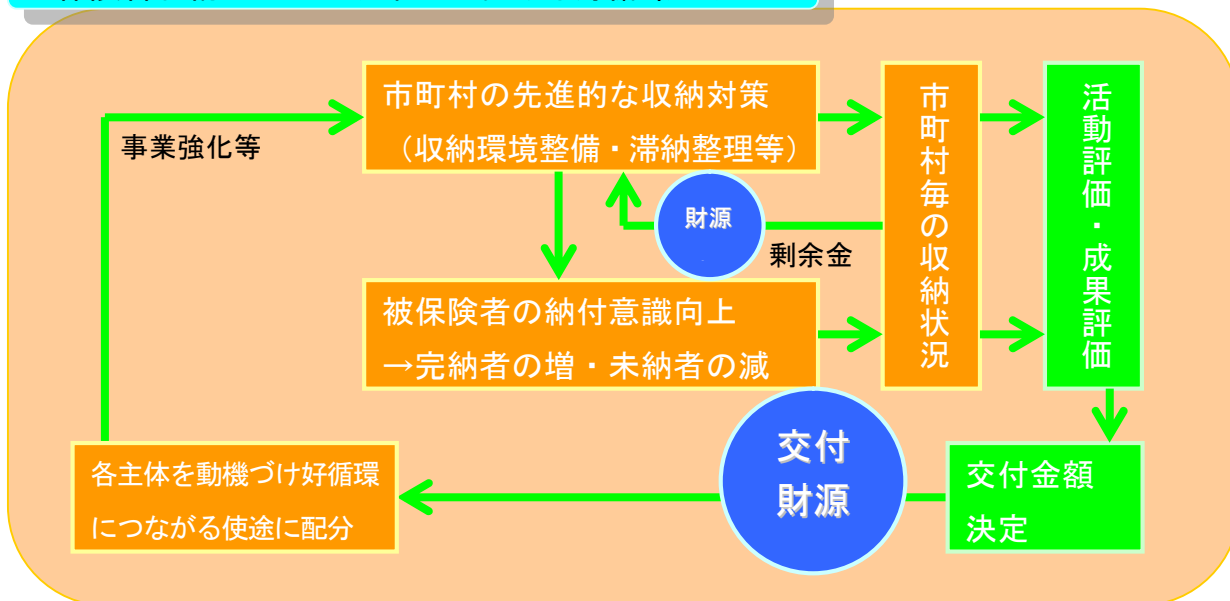 事業強化等
市町村の先進的な収納対策
（収納環境整備・滞納整理等）
財源
剰余金
被保険者の納付意識向上
→完納者の増・未納者の減
市町村毎の収納状況
活動評価・成果評価
交付金額
決定
交付
財源
各主体を動機づけ好循環
につながる使途に配分